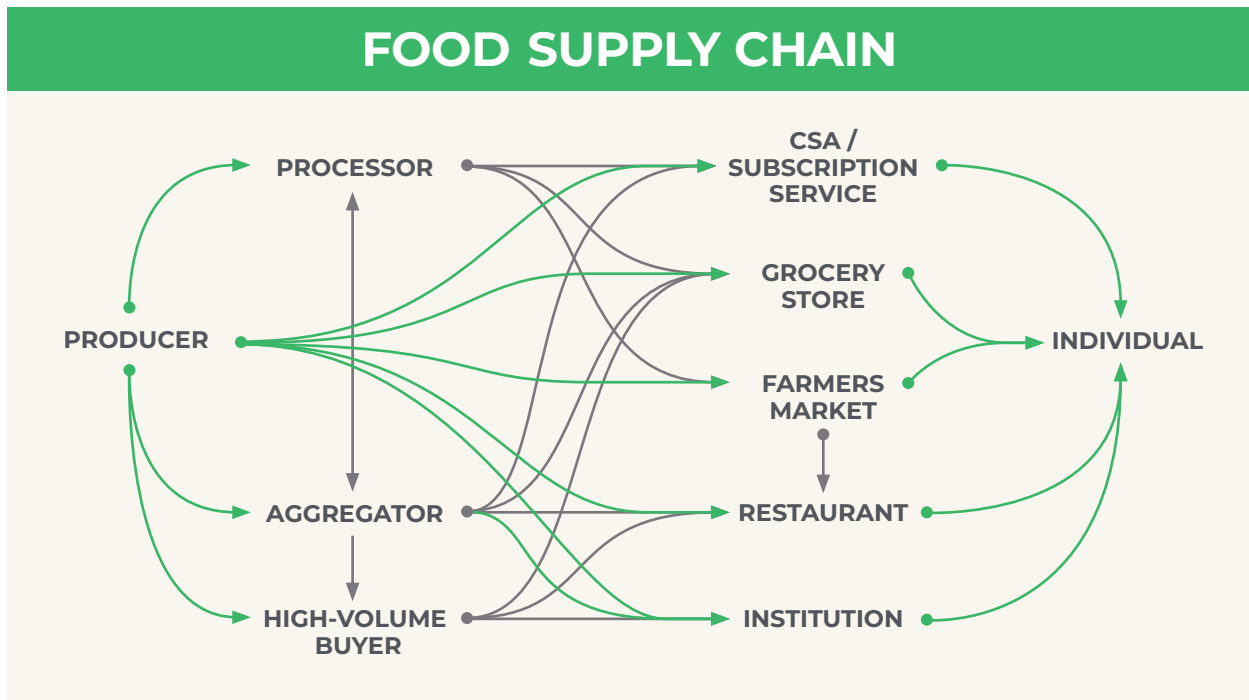 FOOD SUPPLY CHAIN
PROCESSOR
CSA /
SUBSCRIPTION
SERVICE
GROCERY
STORE
PRODUCER
INDIVIDUAL
FARMERS
MARKET
AGGREGATOR
RESTAURANT
HIGH-VOLUME
BUYER
INSTITUTION